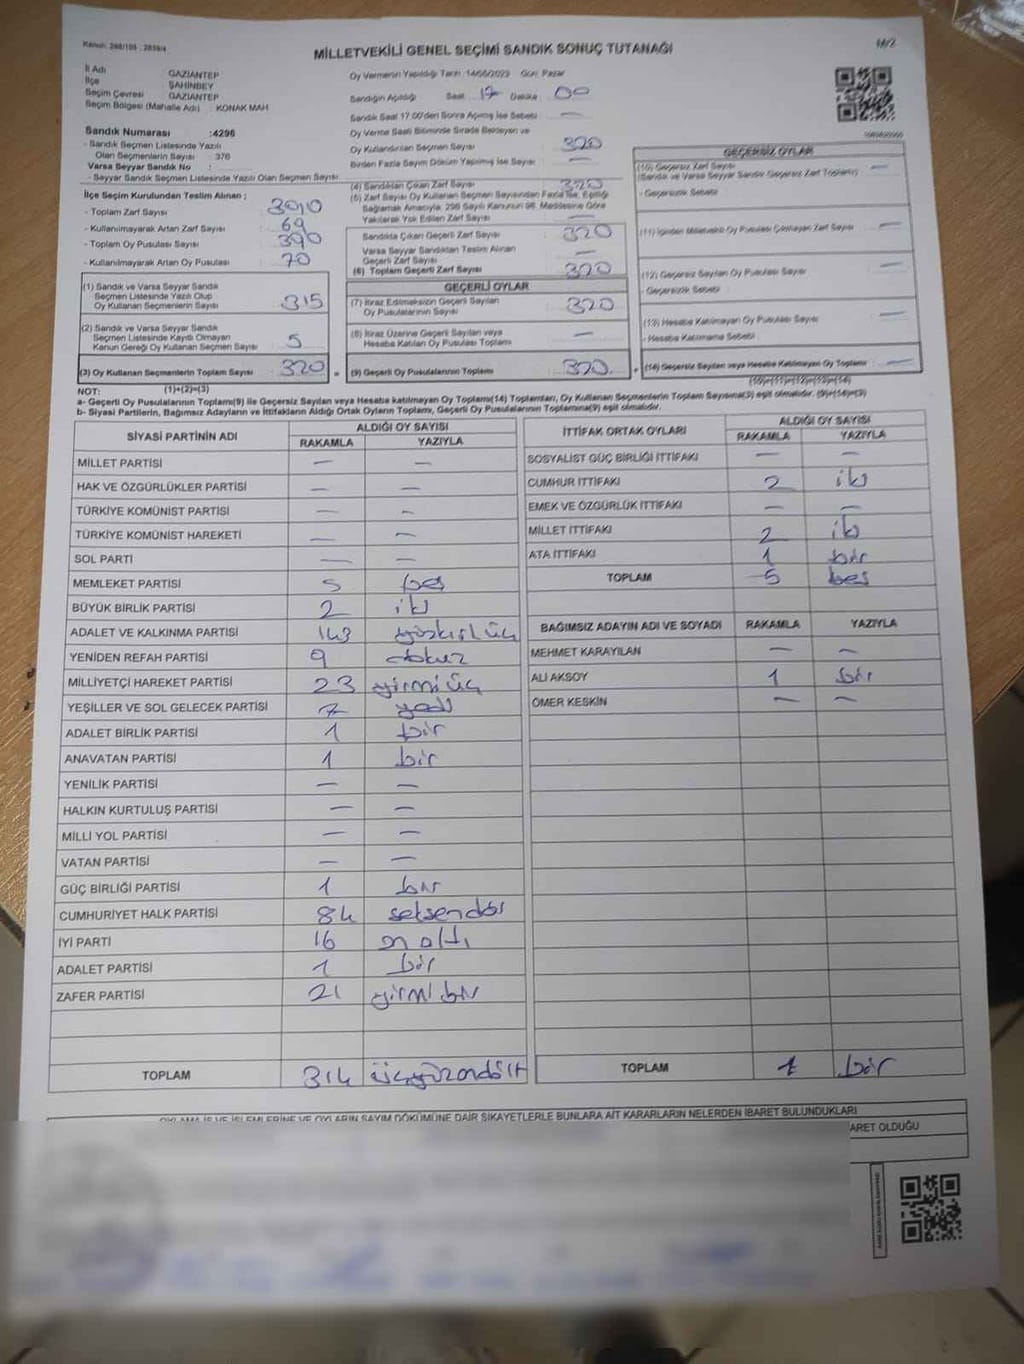 Kanun: 298/105 ; 2839/4
MİLLETVEKİLİ GENEL SEÇİMİ SANDIK SONUÇ TUTANAĞI
M/2
İl Adı GAZİANTEP
İlçe ŞAHİNBEY
Seçim Çevresi GAZİANTEP
Seçim Bölgesi (Mahalle Adı) : KONAK MAH
Oy Vermenin Yapıldığı Tarih :14/05/2023 Gün: Pazar
Sandığın Açıldığı Saat 17 Dakika : 00
Sandık Saat 17.00'den Sonra Açılmış İse Sebebi : —
Sandık Numarası :4296
- Sandık Seçmen Listesinde Yazılı
Olan Seçmenlerin Sayısı : 376
Varsa Seyyar Sandık No :
- Seyyar Sandık Seçmen Listesinde Yazılı Olan Seçmen Sayısı:
Oy Verme Saati Bitiminde Sırada Bekleyen ve
Oy Kullandırılan Seçmen Sayısı : 320
Birden Fazla Sayım Döküm Yapılmış İse Sayısı : —
İlçe Seçim Kurulundan Teslim Alınan ;
- Toplam Zarf Sayısı : 390
- Kullanılmayarak Artan Zarf Sayısı : 69
- Toplam Oy Pusulası Sayısı : 390
- Kullanılmayarak Artan Oy Pusulası : 70
(1) Sandık ve Varsa Seyyar Sandık
Seçmen Listesinde Yazılı Olup
Oy Kullanan Seçmenlerin Sayısı 315
(2) Sandık ve Varsa Seyyar Sandık
Seçmen Listesinde Kayıtlı Olmayan
Kanun Gereği Oy Kullanan Seçmen Sayısı 5
(3) Oy Kullanan Seçmenlerin Toplam Sayısı 320
(4) Sandıktan Çıkan Zarf Sayısı : 320
(5) Zarf Sayısı Oy Kullanan Seçmen Sayısından Fazla İse, Eşitliği
Sağlamak Amacıyla, 298 Sayılı Kanunun 98. Maddesine Göre
Yakılarak Yok Edilen Zarf Sayısı : —
Sandıkta Çıkan Geçerli Zarf Sayısı 320
Varsa Seyyar Sandıktan Teslim Alınan
Geçerli Zarf Sayısı —
(6) Toplam Geçerli Zarf Sayısı 320
GEÇERLİ OYLAR
(7) İtiraz Edilmeksizin Geçerli Sayılan
Oy Pusulalarının Sayısı 320
(8) İtiraz Üzerine Geçerli Sayılan veya
Hesaba Katılan Oy Pusulası Toplamı —
= (9) Geçerli Oy Pusulalarının Toplamı 320 +
GEÇERSİZ OYLAR
(10) Geçersiz Zarf Sayısı —
(Sandık ve Varsa Seyyar Sandık Geçersiz Zarf Toplamı)
- Geçersizlik Sebebi
(11) İçinden Milletvekili Oy Pusulası Çıkmayan Zarf Sayısı —
(12) Geçersiz Sayılan Oy Pusulası Sayısı —
- Geçersizlik Sebebi
(13) Hesaba Katılmayan Oy Pusulası Sayısı —
- Hesaba Katılmama Sebebi
(14) Geçersiz Sayılan veya Hesaba Katılmayan Oy Toplamı —
(10)+(11)+(12)+(13)=(14)
NOT: (1)+(2)=(3)
a- Geçerli Oy Pusulaların Toplamı(9) ile Geçersiz Sayılan veya Hesaba katılmayan Oy Toplamı(14) Toplamları, Oy Kullanan Seçmenlerin Toplam Sayısına(3) eşit olmalıdır. (9)+(14)=(3)
b- Siyasi Partilerin, Bağımsız Adayların ve İttifakların Aldığı Ortak Oyların Toplamı, Geçerli Oy Pusulalarının Toplamına(9) eşit olmalıdır.
SİYASİ PARTİNİN ADI ALDIĞI OY SAYISI
RAKAMLA YAZIYLA
MİLLET PARTİSİ — —
HAK VE ÖZGÜRLÜKLER PARTİSİ — —
TÜRKİYE KOMÜNİST PARTİSİ — —
TÜRKİYE KOMÜNİST HAREKETİ — —
SOL PARTİ — —
MEMLEKET PARTİSİ 5 beş
BÜYÜK BİRLİK PARTİSİ 2 iki
ADALET VE KALKINMA PARTİSİ 143 yüzkırküç
YENİDEN REFAH PARTİSİ 9 dokuz
MİLLİYETÇİ HAREKET PARTİSİ 23 yirmi üç
YEŞİLLER VE SOL GELECEK PARTİSİ 7 yedi
ADALET BİRLİK PARTİSİ 1 bir
ANAVATAN PARTİSİ 1 bir
YENİLİK PARTİSİ — —
HALKIN KURTULUŞ PARTİSİ — —
MİLLİ YOL PARTİSİ — —
VATAN PARTİSİ — —
GÜÇ BİRLİĞİ PARTİSİ 1 bir
CUMHURİYET HALK PARTİSİ 84 seksendört
İYİ PARTİ 16 on altı
ADALET PARTİSİ 1 bir
ZAFER PARTİSİ 21 yirmi bir
TOPLAM 314 üçyüzondört
İTTİFAK ORTAK OYLARI ALDIĞI OY SAYISI
RAKAMLA YAZIYLA
SOSYALİST GÜÇ BİRLİĞİ İTTİFAKI — —
CUMHUR İTTİFAKI 2 iki
EMEK VE ÖZGÜRLÜK İTTİFAKI — —
MİLLET İTTİFAKI 2 iki
ATA İTTİFAKI 1 bir
TOPLAM 5 beş
BAĞIMSIZ ADAYIN ADI VE SOYADI RAKAMLA YAZIYLA
MEHMET KARAYILAN — —
ALİ AKSOY 1 bir
ÖMER KESKİN — —
TOPLAM 1 bir
OYLAMA İŞ VE İŞLEMLERİNE VE OYLARIN SAYIM DÖKÜMÜNE DAİR ŞİKAYETLERLE BUNLARA AİT KARARLARIN NELERDEN İBARET BULUNDUKLARI
ARET OLDUĞU